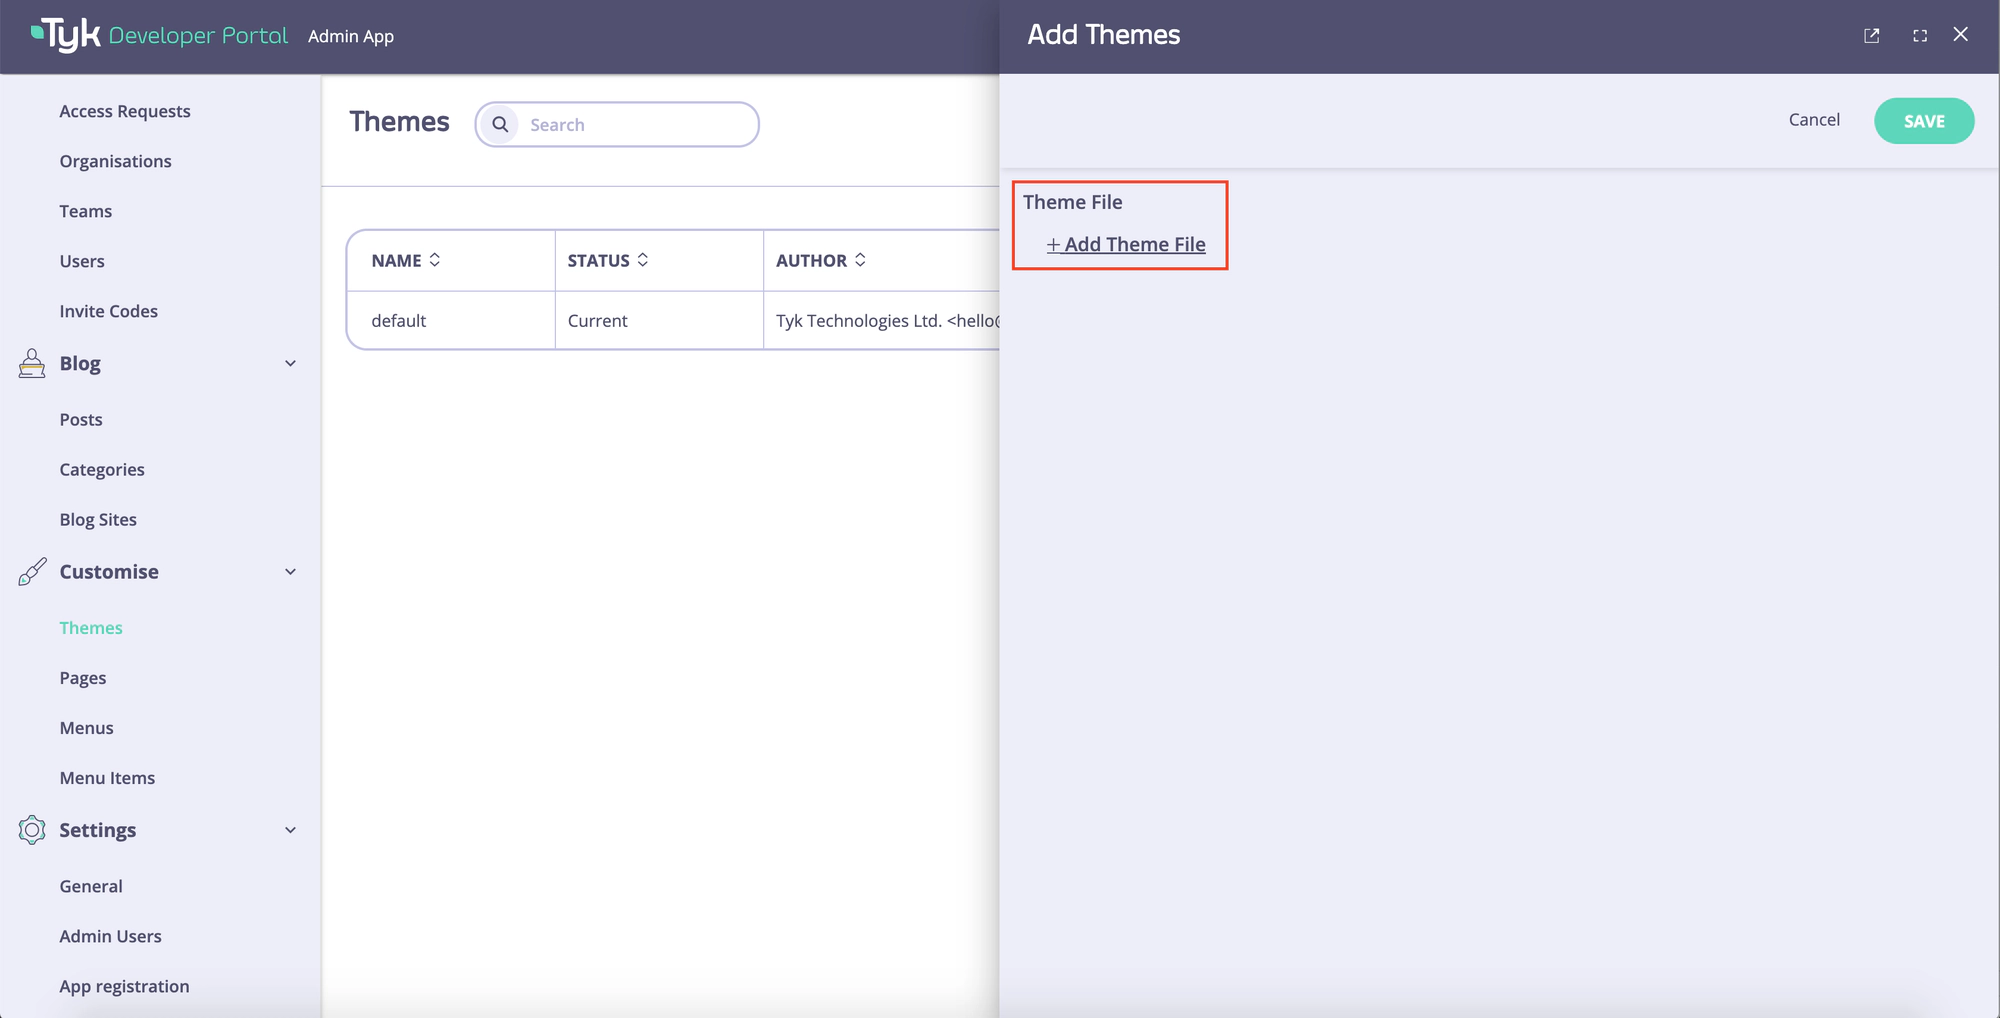 Tyk Developer Portal Admin App
Add Themes
Access Requests
Organisations
Teams
Users
Invite Codes
Blog
Posts
Categories
Blog Sites
Customise
Themes
Pages
Menus
Menu Items
Settings
General
Admin Users
App registration
Themes
Search
NAME STATUS AUTHOR
default Current Tyk Technologies Ltd. <hello@
Cancel SAVE
Theme File
+ Add Theme File